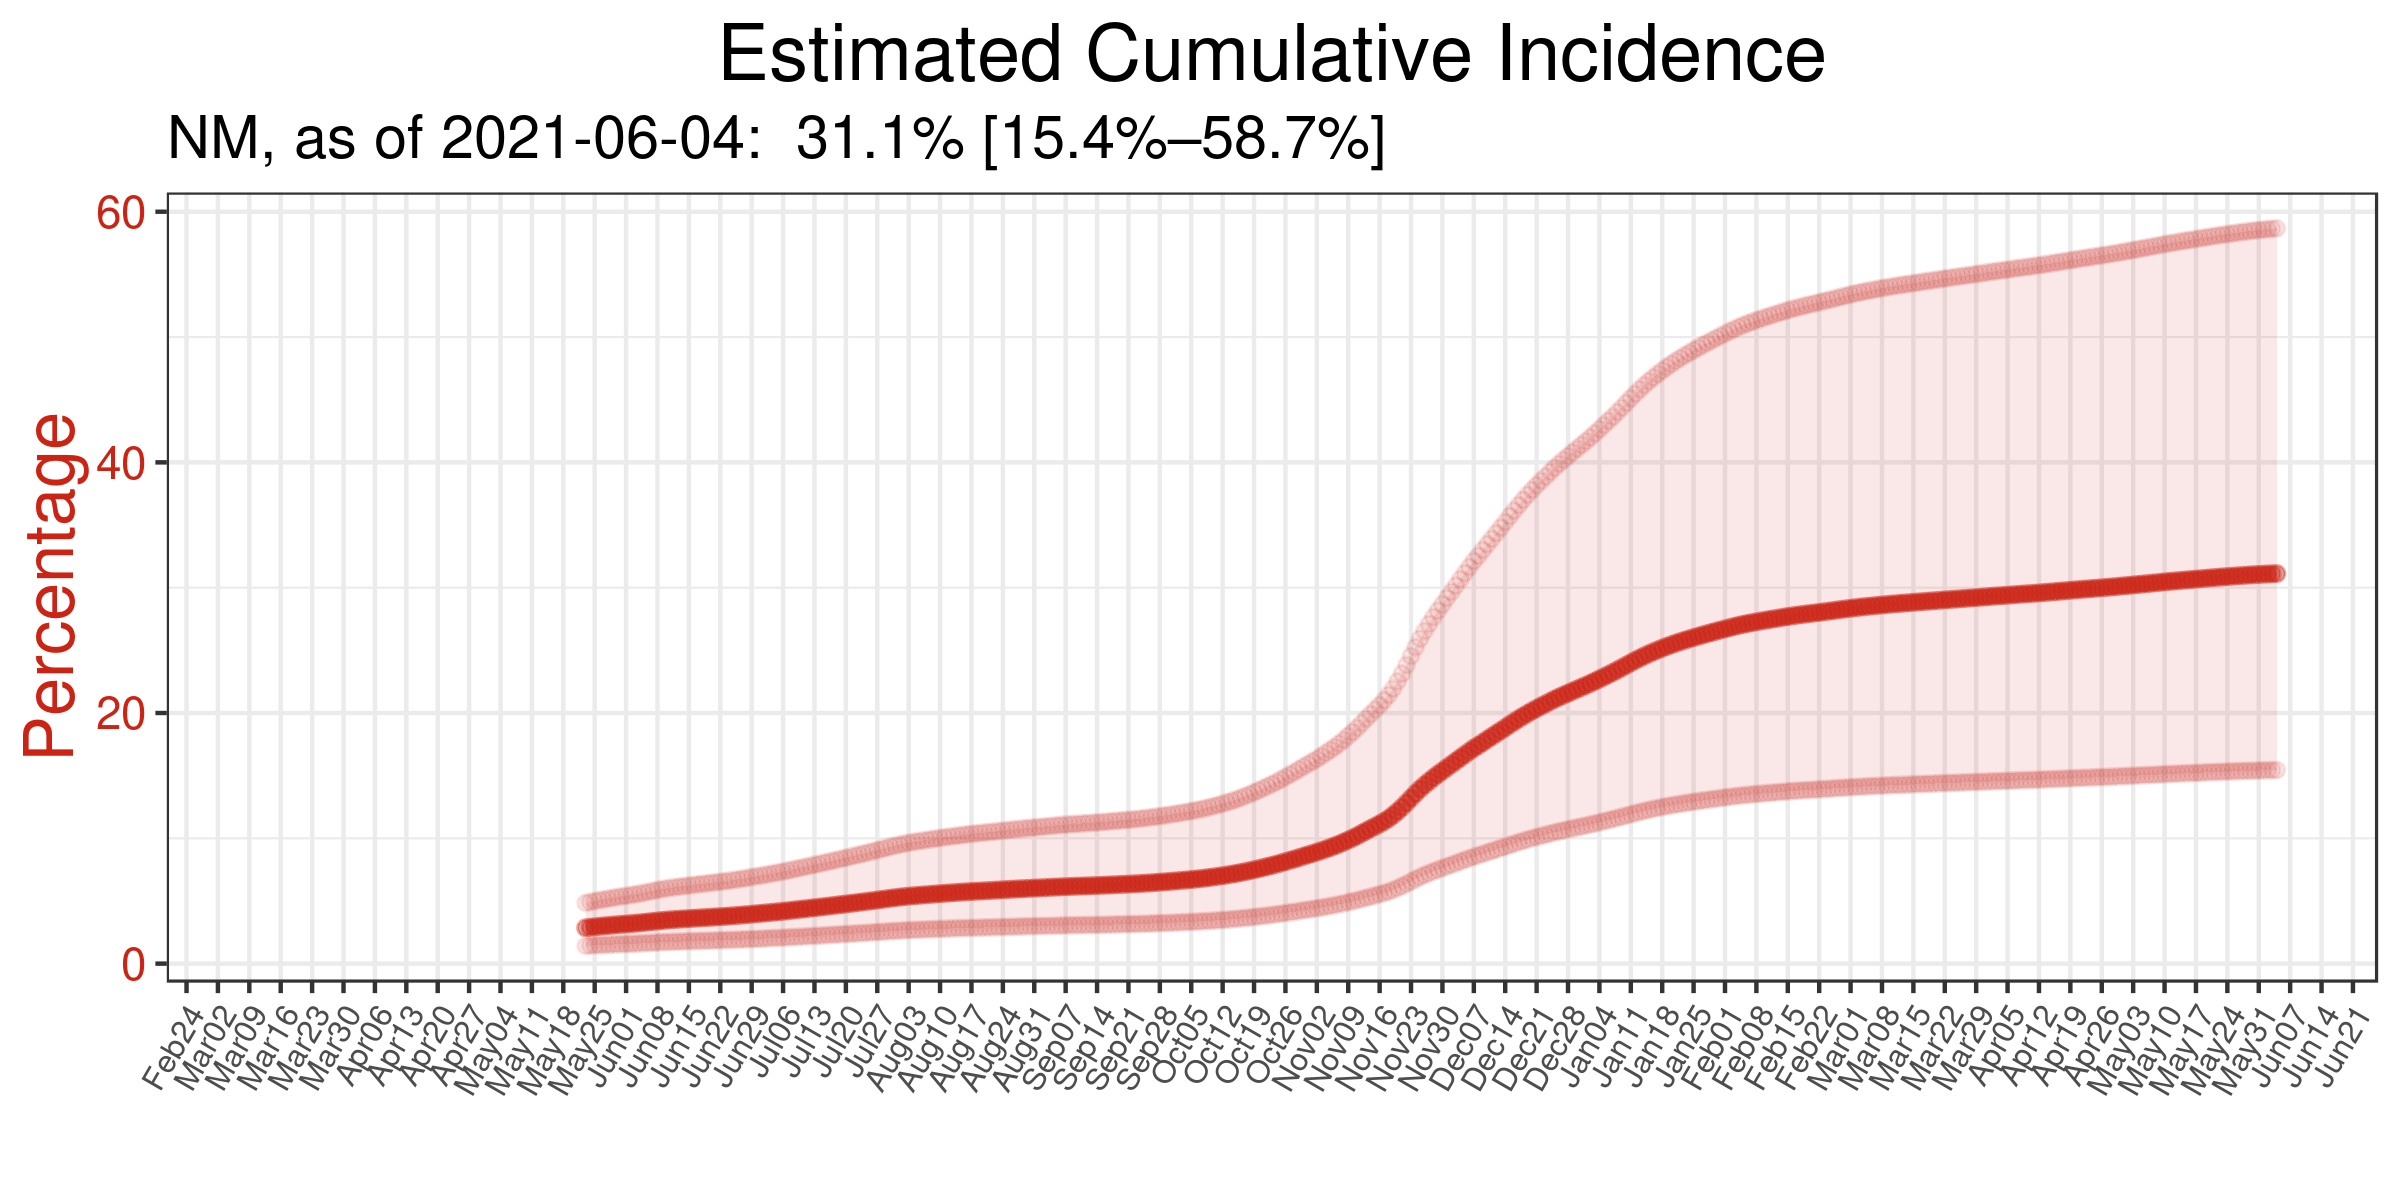 Estimated Cumulative Incidence
NM, as of 2021-06-04:  31.1% [15.4%–58.7%]
Percentage
60
40
20
0
Feb24
Mar02
Mar09
Mar16
Mar23
Mar30
Apr06
Apr13
Apr20
Apr27
May04
May11
May18
May25
Jun01
Jun08
Jun15
Jun22
Jun29
Jul06
Jul13
Jul20
Jul27
Aug03
Aug10
Aug17
Aug24
Aug31
Sep07
Sep14
Sep21
Sep28
Oct05
Oct12
Oct19
Oct26
Nov02
Nov09
Nov16
Nov23
Nov30
Dec07
Dec14
Dec21
Dec28
Jan04
Jan11
Jan18
Jan25
Feb01
Feb08
Feb15
Feb22
Mar01
Mar08
Mar15
Mar22
Mar29
Apr05
Apr12
Apr19
Apr26
May03
May10
May17
May24
May31
Jun07
Jun14
Jun21